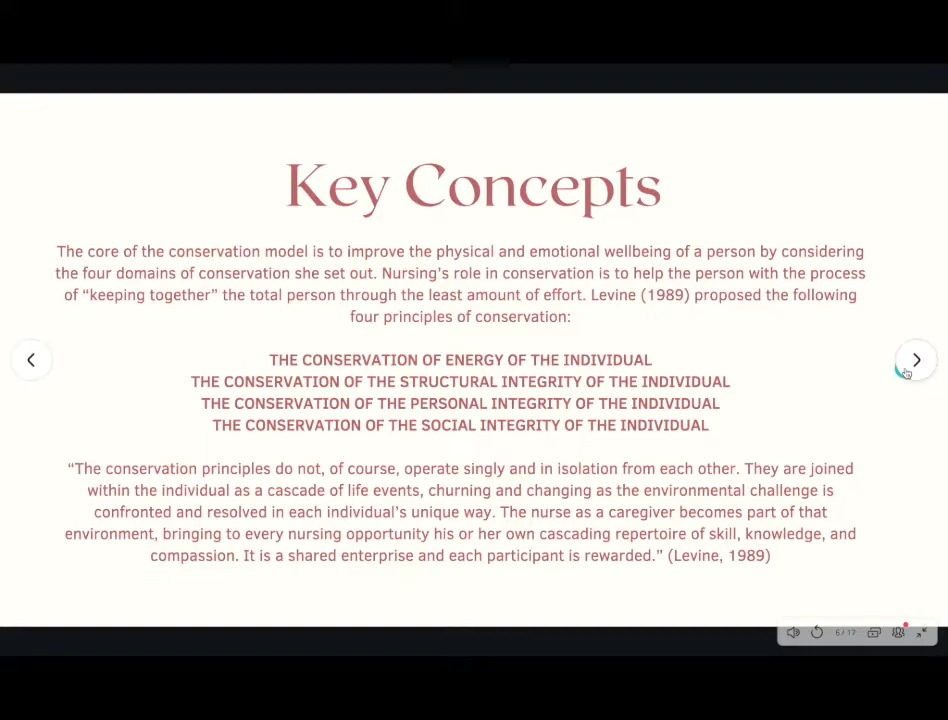 Key Concepts
The core of the conservation model is to improve the physical and emotional wellbeing of a person by considering
the four domains of conservation she set out. Nursing's role in conservation is to help the person with the process
of “keeping together” the total person through the least amount of effort. Levine (1989) proposed the following
four principles of conservation:
THE CONSERVATION OF ENERGY OF THE INDIVIDUAL
THE CONSERVATION OF THE STRUCTURAL INTEGRITY OF THE INDIVIDUAL
THE CONSERVATION OF THE PERSONAL INTEGRITY OF THE INDIVIDUAL
THE CONSERVATION OF THE SOCIAL INTEGRITY OF THE INDIVIDUAL
“The conservation principles do not, of course, operate singly and in isolation from each other. They are joined
within the individual as a cascade of life events, churning and changing as the environmental challenge is
confronted and resolved in each individual's unique way. The nurse as a caregiver becomes part of that
environment, bringing to every nursing opportunity his or her own cascading repertoire of skill, knowledge, and
compassion. It is a shared enterprise and each participant is rewarded.” (Levine, 1989)
6/17